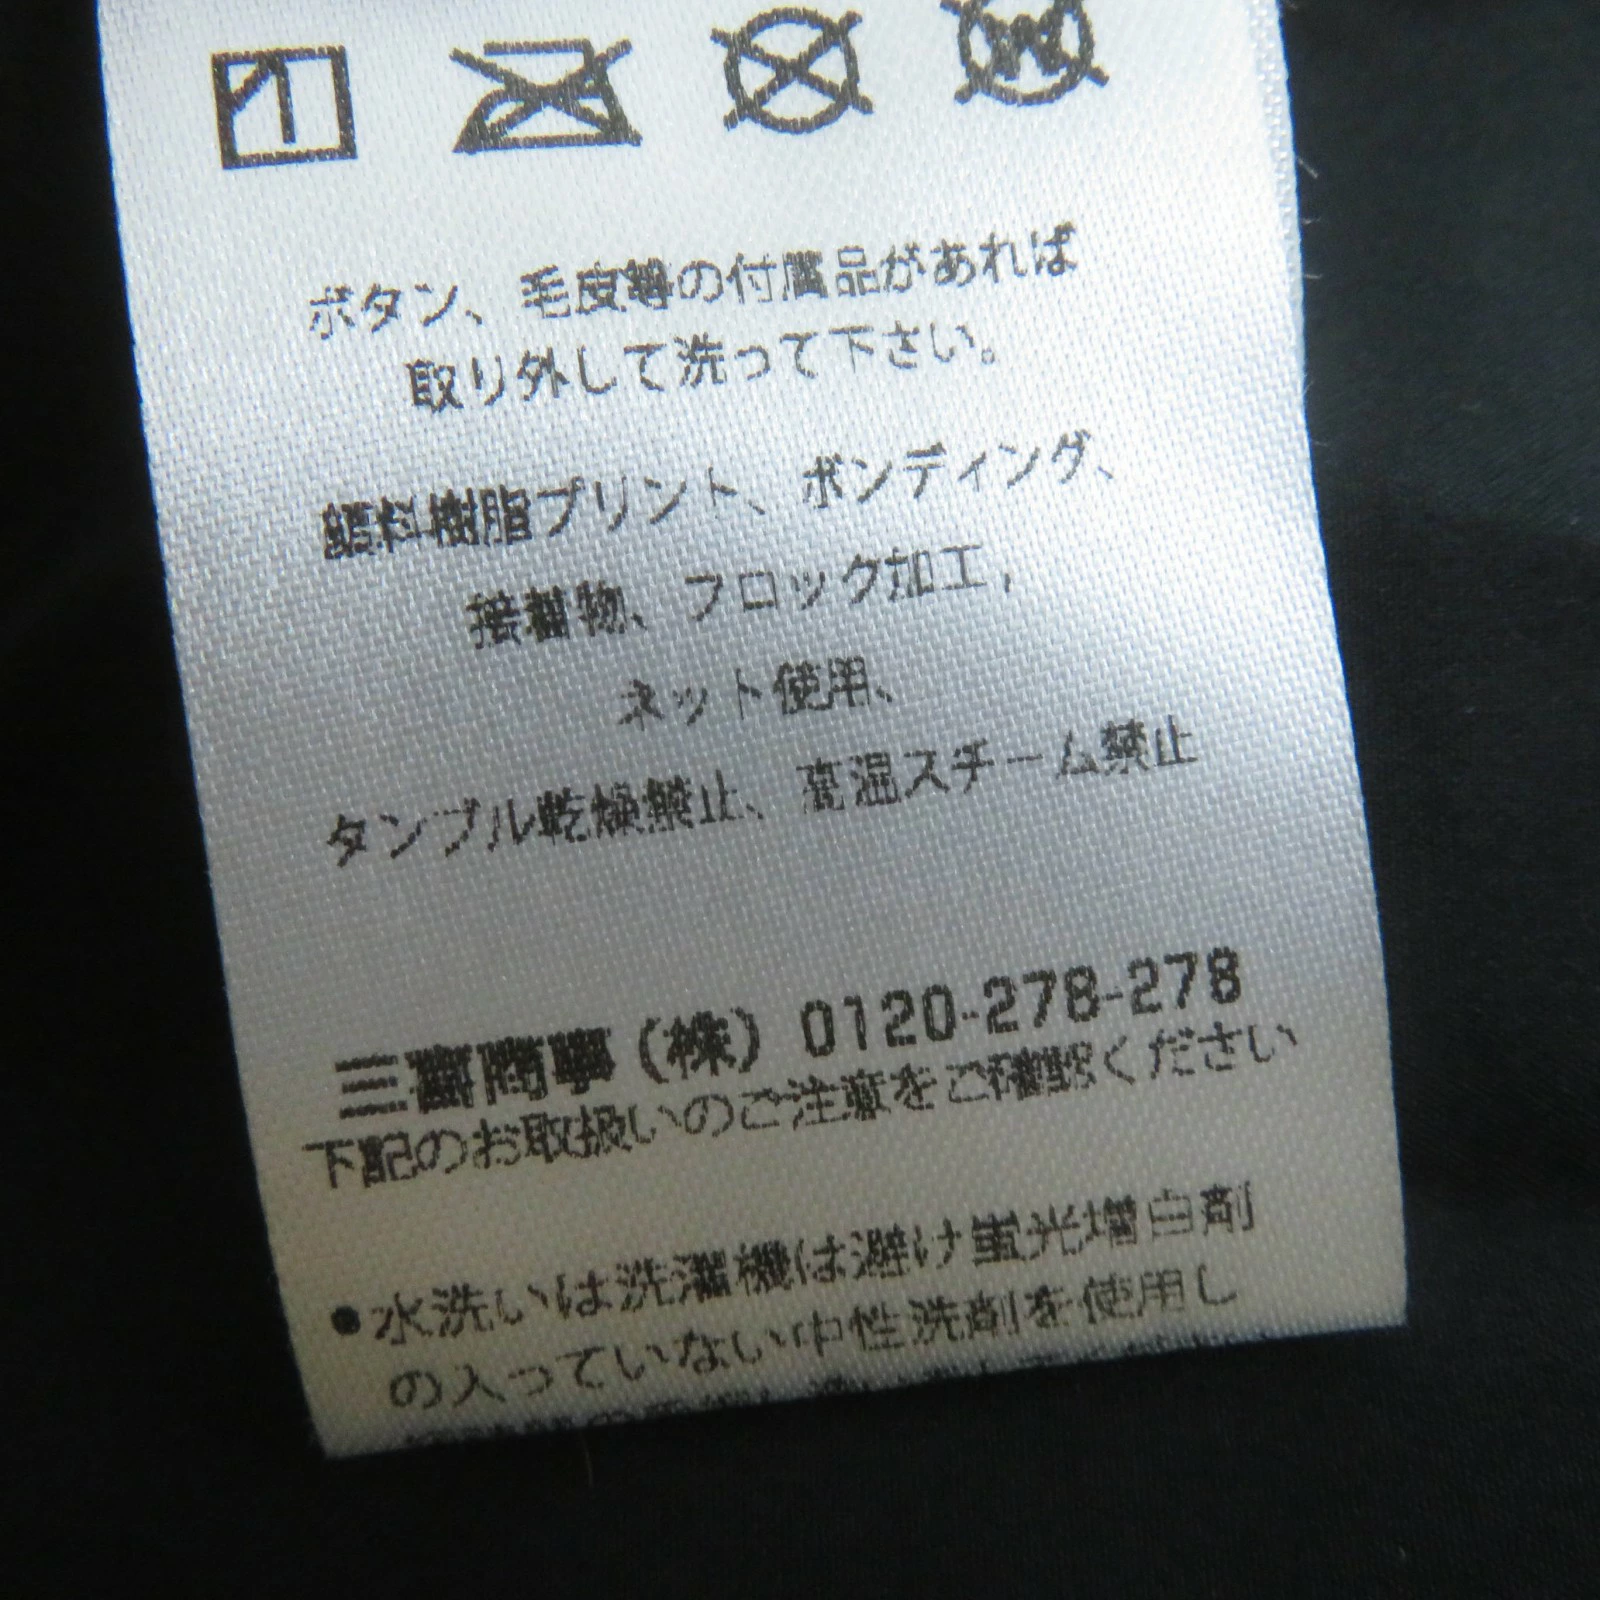 W
ボタン、毛皮等の付属品があれば
取り外して洗って下さい。
顔料樹脂プリント、ボンディング、
接着物、フロック加工,
ネット使用、
タンブル乾燥禁止、高温スチーム禁止
三喜商事(株) 0120-278-278
下記のお取扱いのご注意をご確認ください
●水洗いは洗濯機は避け蛍光増白剤
の入っていない中性洗剤を使用し